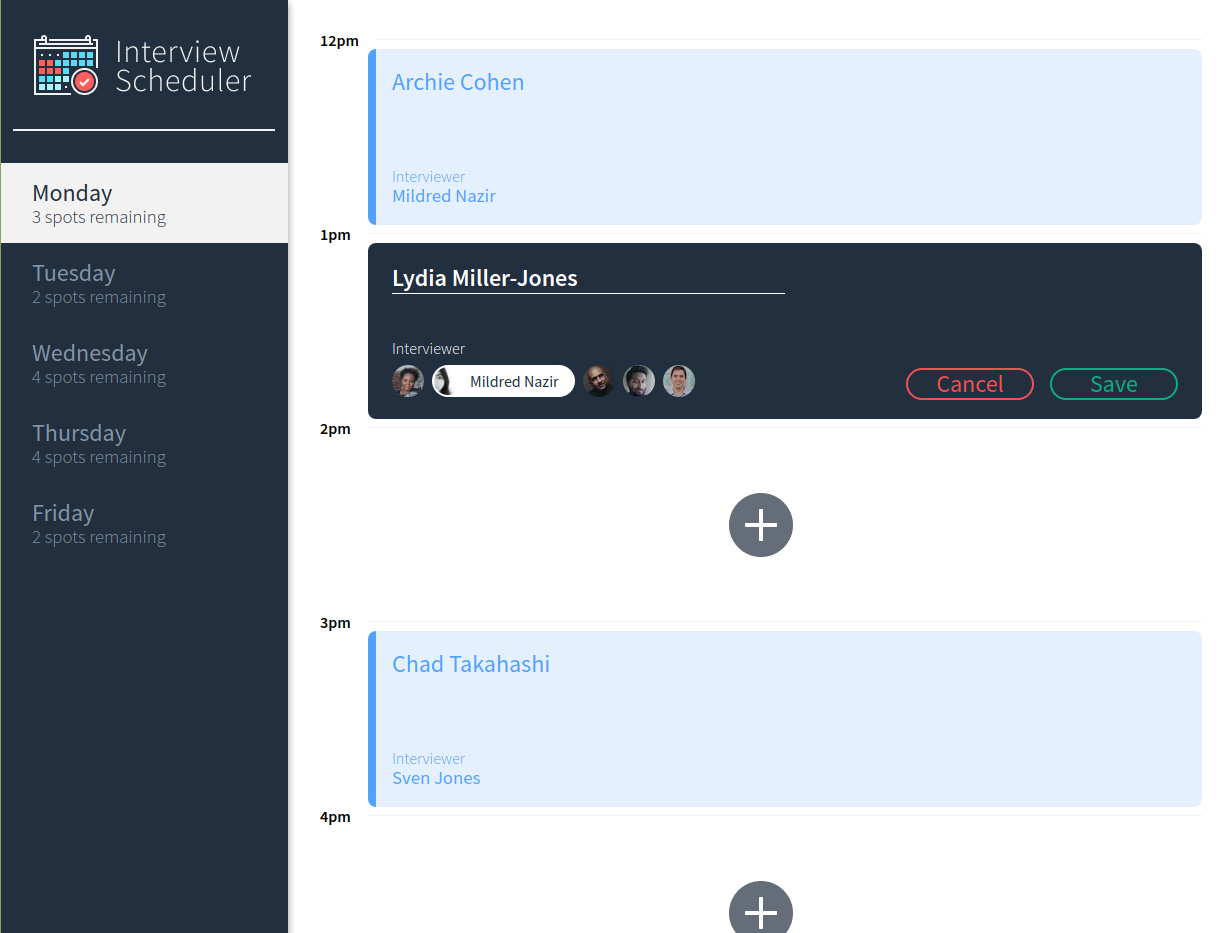 Interview
Scheduler
Monday
3 spots remaining
Tuesday
2 spots remaining
Wednesday
4 spots remaining
Thursday
4 spots remaining
Friday
2 spots remaining
12pm
Archie Cohen
Interviewer
Mildred Nazir
1pm
Lydia Miller-Jones
Interviewer
Mildred Nazir
Cancel
Save
2pm
3pm
Chad Takahashi
Interviewer
Sven Jones
4pm